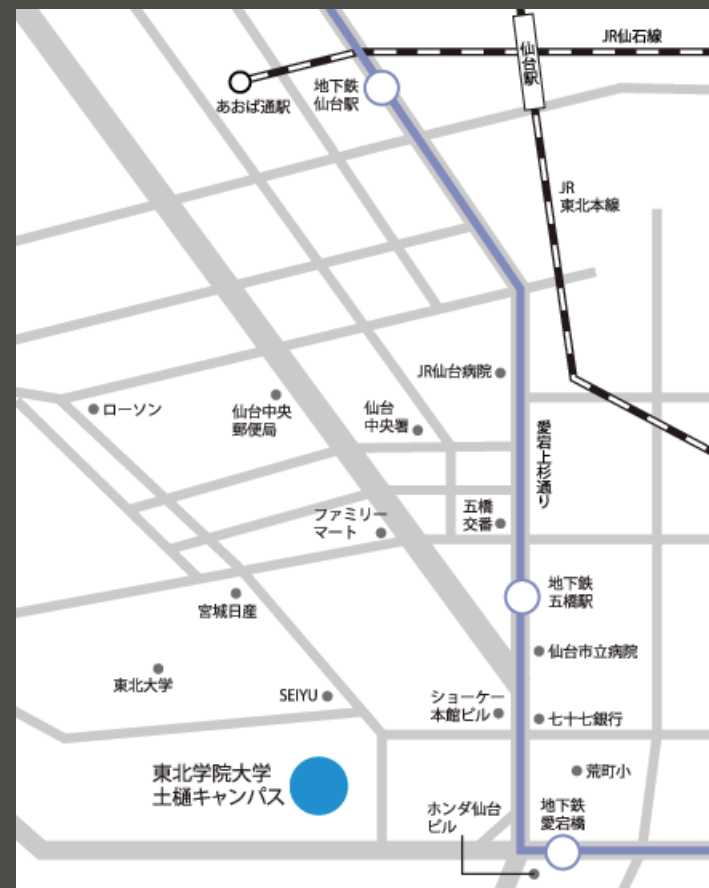 JR仙石線
仙台駅
あおば通駅
地下鉄
仙台駅
JR
東北本線
JR仙台病院
ローソン
仙台中央
郵便局
仙台
中央署
愛宕上杉通り
五橋
交番
ファミリー
マート
地下鉄
五橋駅
宮城日産
仙台市立病院
東北大学
SEIYU
ショーケー
本館ビル
七十七銀行
東北学院大学
土樋キャンパス
荒町小
ホンダ仙台
ビル
地下鉄
愛宕橋